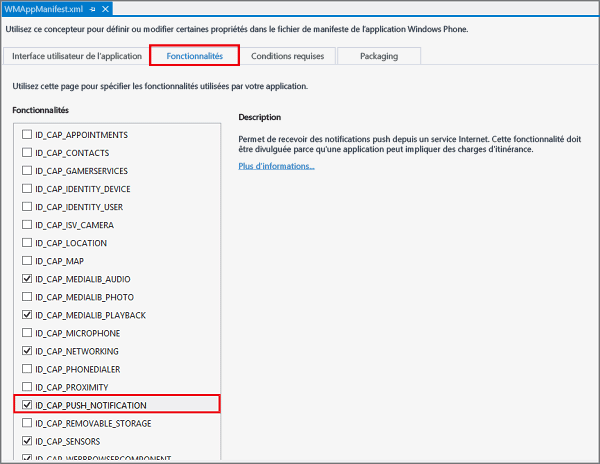 WMAppManifest.xml
Utilisez ce concepteur pour définir ou modifier certaines propriétés dans le fichier de manifeste de l'application Windows Phone.
Interface utilisateur de l'application Fonctionnalités Conditions requises Packaging
Utilisez cette page pour spécifier les fonctionnalités utilisées par votre application.
Fonctionnalités
ID_CAP_APPOINTMENTS
ID_CAP_CONTACTS
ID_CAP_GAMERSERVICES
ID_CAP_IDENTITY_DEVICE
ID_CAP_IDENTITY_USER
ID_CAP_ISV_CAMERA
ID_CAP_LOCATION
ID_CAP_MAP
ID_CAP_MEDIALIB_AUDIO
ID_CAP_MEDIALIB_PHOTO
ID_CAP_MEDIALIB_PLAYBACK
ID_CAP_MICROPHONE
ID_CAP_NETWORKING
ID_CAP_PHONEDIALER
ID_CAP_PROXIMITY
ID_CAP_PUSH_NOTIFICATION
ID_CAP_REMOVABLE_STORAGE
ID_CAP_SENSORS
ID_CAP_WEBBROWSERCOMPONENT
Description
Permet de recevoir des notifications push depuis un service Internet. Cette fonctionnalité doit
être divulguée parce qu'une application peut impliquer des charges d'itinérance.
Plus d'informations...